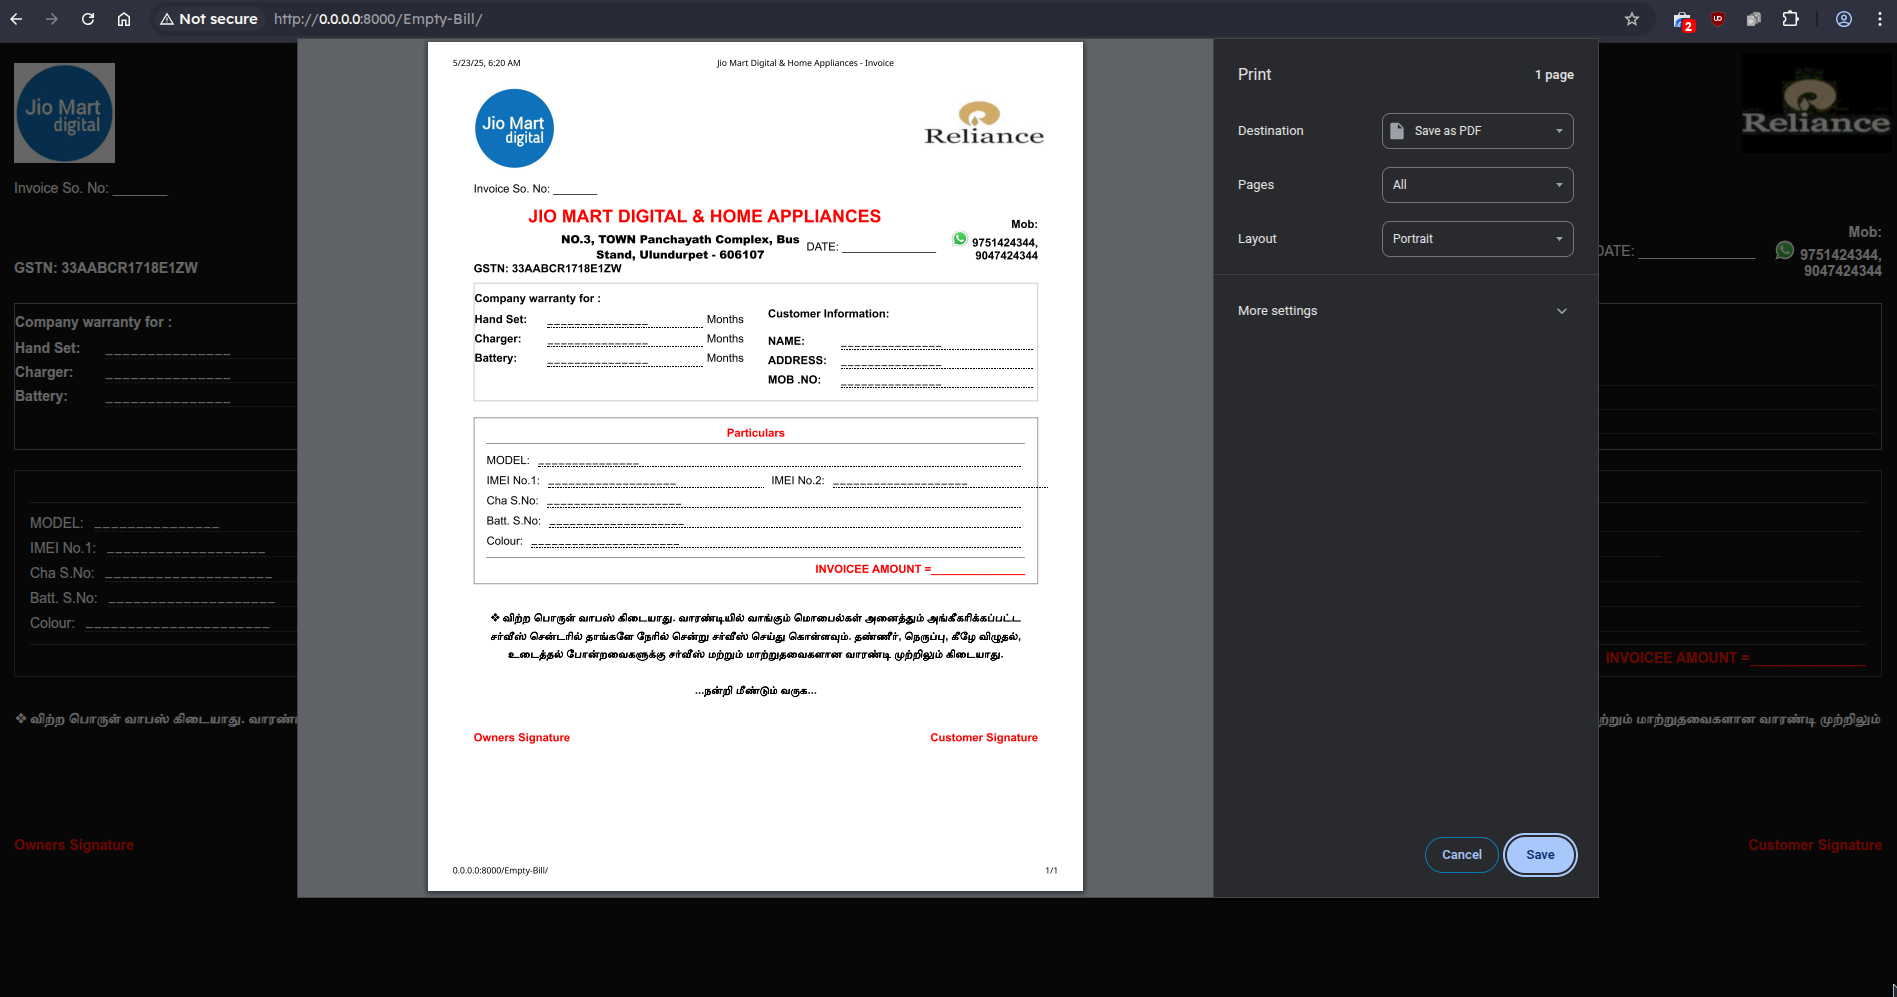 Not secure
http://0.0.0.0:8000/Empty-Bill/
2
Jio Mart
digital
Reliance
Invoice So. No: _______
Mob:
DATE: _______________
9751424344,
9047424344
GSTN: 33AABCR1718E1ZW
Company warranty for :
Hand Set: _______________
Charger: _______________
Battery: _______________
MODEL: _______________
IMEI No.1: ___________________
Cha S.No: ____________________
Batt. S.No: ____________________
Colour: ______________________
INVOICEE AMOUNT =_______________
❖ விற்ற பொருள் வாபஸ் கிடையாது.
மாற்றுதவைகளான வாரண்டி முற்றிலும்
Owners Signature
Customer Signature
5/23/25, 6:20 AM
Jio Mart Digital & Home Appliances - Invoice
Jio Mart
digital
Reliance
Invoice So. No: _______
JIO MART DIGITAL & HOME APPLIANCES
Mob:
NO.3, TOWN Panchayath Complex, Bus
Stand, Ulundurpet - 606107
DATE: _______________
9751424344,
9047424344
GSTN: 33AABCR1718E1ZW
Company warranty for :
Hand Set: _______________ Months
Charger: _______________ Months
Battery: _______________ Months
Customer Information:
NAME: _______________
ADDRESS: _______________
MOB .NO: _______________
Particulars
MODEL: _______________
IMEI No.1: ___________________ IMEI No.2: ____________________
Cha S.No: ____________________
Batt. S.No: ____________________
Colour: ______________________
INVOICEE AMOUNT =_______________
❖ விற்ற பொருள் வாபஸ் கிடையாது. வாரண்டியில் வாங்கும் மொபைல்கள் அனைத்தும் அங்கீகரிக்கப்பட்ட
சர்வீஸ் சென்டரில் தாங்களே நேரில் சென்று சர்வீஸ் செய்து கொள்ளவும். தண்ணீர், நெருப்பு, கீழே விழுதல்,
உடைத்தல் போன்றவைகளுக்கு சர்வீஸ் மற்றும் மாற்றுதவைகளான வாரண்டி முற்றிலும் கிடையாது.
...நன்றி மீண்டும் வருக...
Owners Signature
Customer Signature
0.0.0.0:8000/Empty-Bill/
1/1
Print
1 page
Destination
Save as PDF
Pages
All
Layout
Portrait
More settings
Cancel
Save